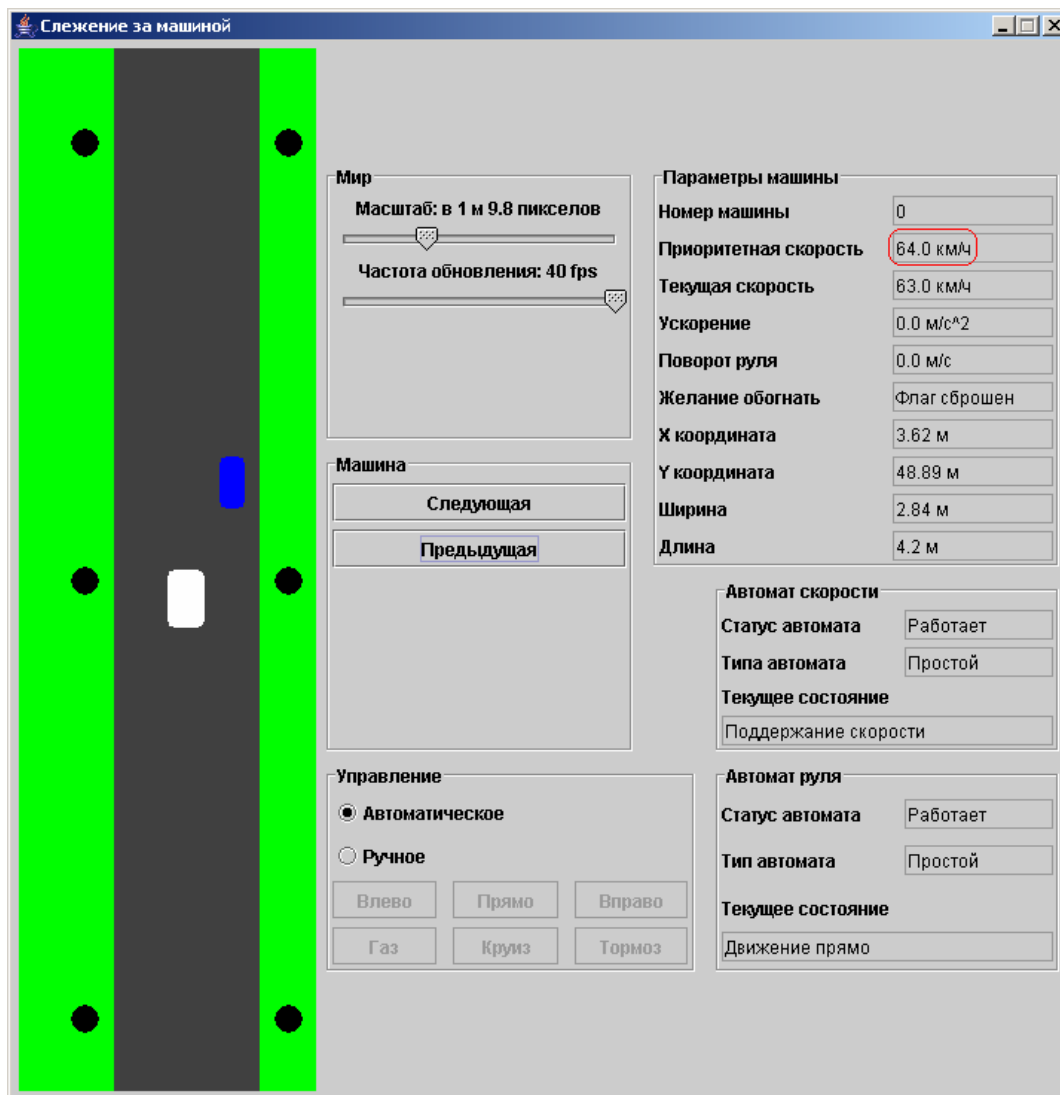 Слежение за машиной
Мир
Масштаб: в 1 м 9.8 пикселов
Частота обновления: 40 fps
Машина
Следующая
Предыдущая
Управление
Автоматическое
Ручное
Влево Прямо Вправо
Газ Круиз Тормоз
Параметры машины
Номер машины 0
Приоритетная скорость 64.0 км/ч
Текущая скорость 63.0 км/ч
Ускорение 0.0 м/с^2
Поворот руля 0.0 м/с
Желание обогнать Флаг сброшен
X координата 3.62 м
Y координата 48.89 м
Ширина 2.84 м
Длина 4.2 м
Автомат скорости
Статус автомата Работает
Типа автомата Простой
Текущее состояние
Поддержание скорости
Автомат руля
Статус автомата Работает
Тип автомата Простой
Текущее состояние
Движение прямо